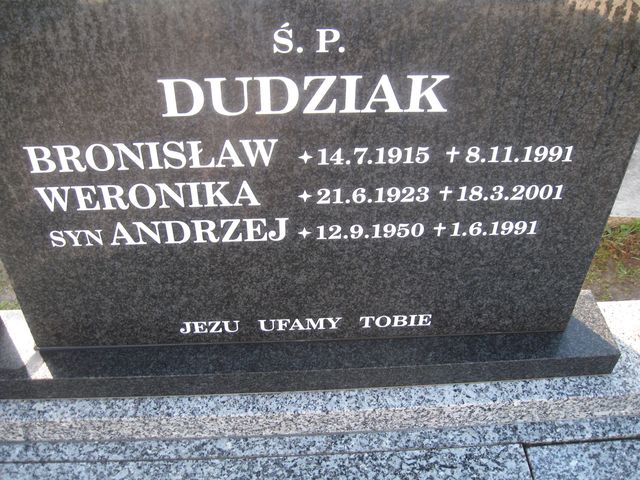 Ś. P.
DUDZIAK
BRONISŁAW ✦14.7.1915 ✝8.11.1991
WERONIKA ✦21.6.1923 ✝18.3.2001
SYN ANDRZEJ ✦12.9.1950 ✝1.6.1991
JEZU UFAMY TOBIE